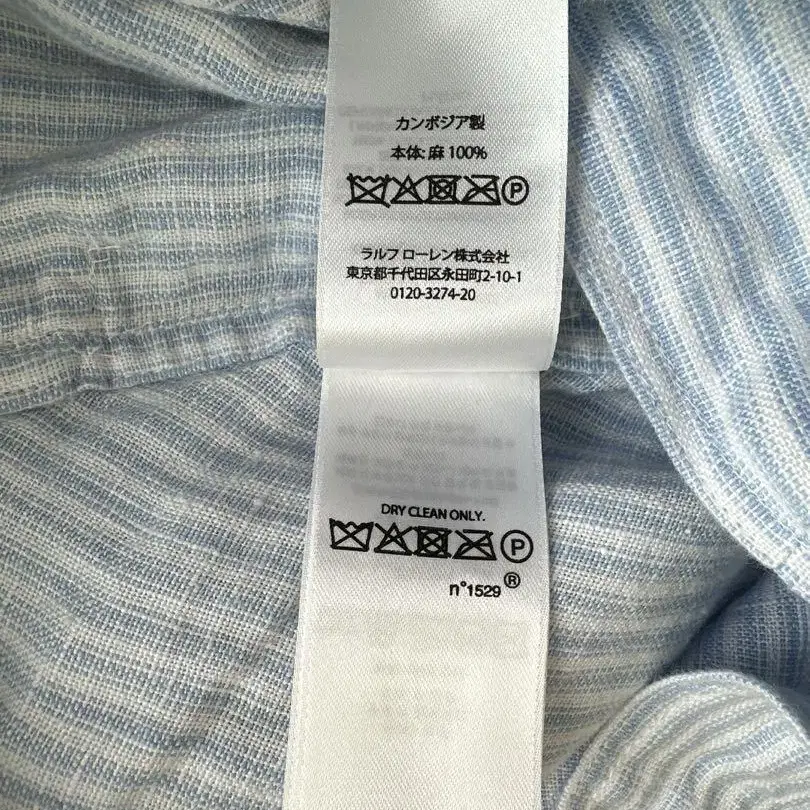 カンボジア製
本体: 麻 100%
P
ラルフ ローレン株式会社
東京都千代田区永田町2-10-1
0120-3274-20
DRY CLEAN ONLY.
P
n°1529®